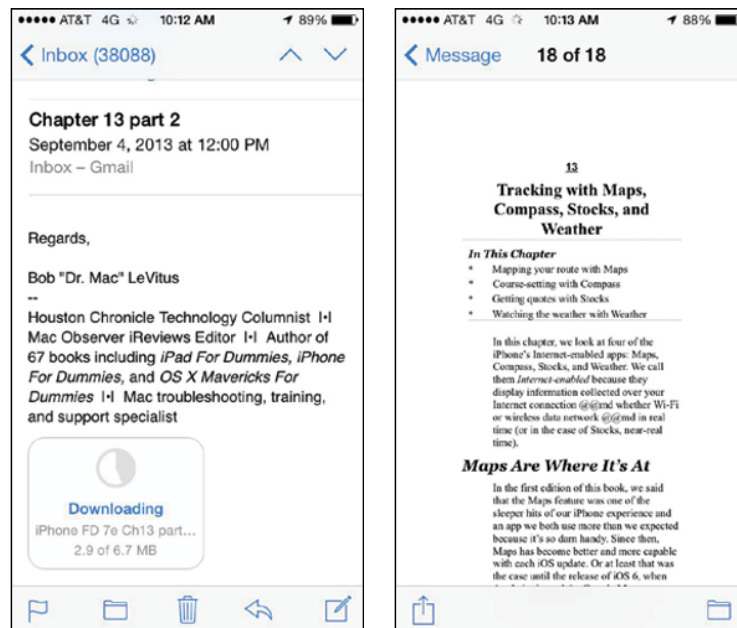 AT&T 4G 10:12 AM 89%
Inbox (38088)
Chapter 13 part 2
September 4, 2013 at 12:00 PM
Inbox – Gmail
Regards,
Bob "Dr. Mac" LeVitus
--
Houston Chronicle Technology Columnist I•I
Mac Observer iReviews Editor I•I Author of
67 books including iPad For Dummies, iPhone
For Dummies, and OS X Mavericks For
Dummies I•I Mac troubleshooting, training,
and support specialist
Downloading
iPhone FD 7e Ch13 part...
2.9 of 6.7 MB
AT&T 4G 10:13 AM 88%
Message 18 of 18
13
Tracking with Maps,
Compass, Stocks, and
Weather
In This Chapter
* Mapping your route with Maps
* Course-setting with Compass
* Getting quotes with Stocks
* Watching the weather with Weather
In this chapter, we look at four of the
iPhone's Internet-enabled apps: Maps,
Compass, Stocks, and Weather. We call
them Internet-enabled because they
display information collected over your
Internet connection @@md whether Wi-Fi
or wireless data network @@md in real
time (or in the case of Stocks, near-real
time).
Maps Are Where It's At
In the first edition of this book, we said
that the Maps feature was one of the
sleeper hits of our iPhone experience and
an app we both use more than we expected
because it's so darn handy. Since then,
Maps has become better and more capable
with each iOS update. Or at least that was
the case until the release of iOS 6, when